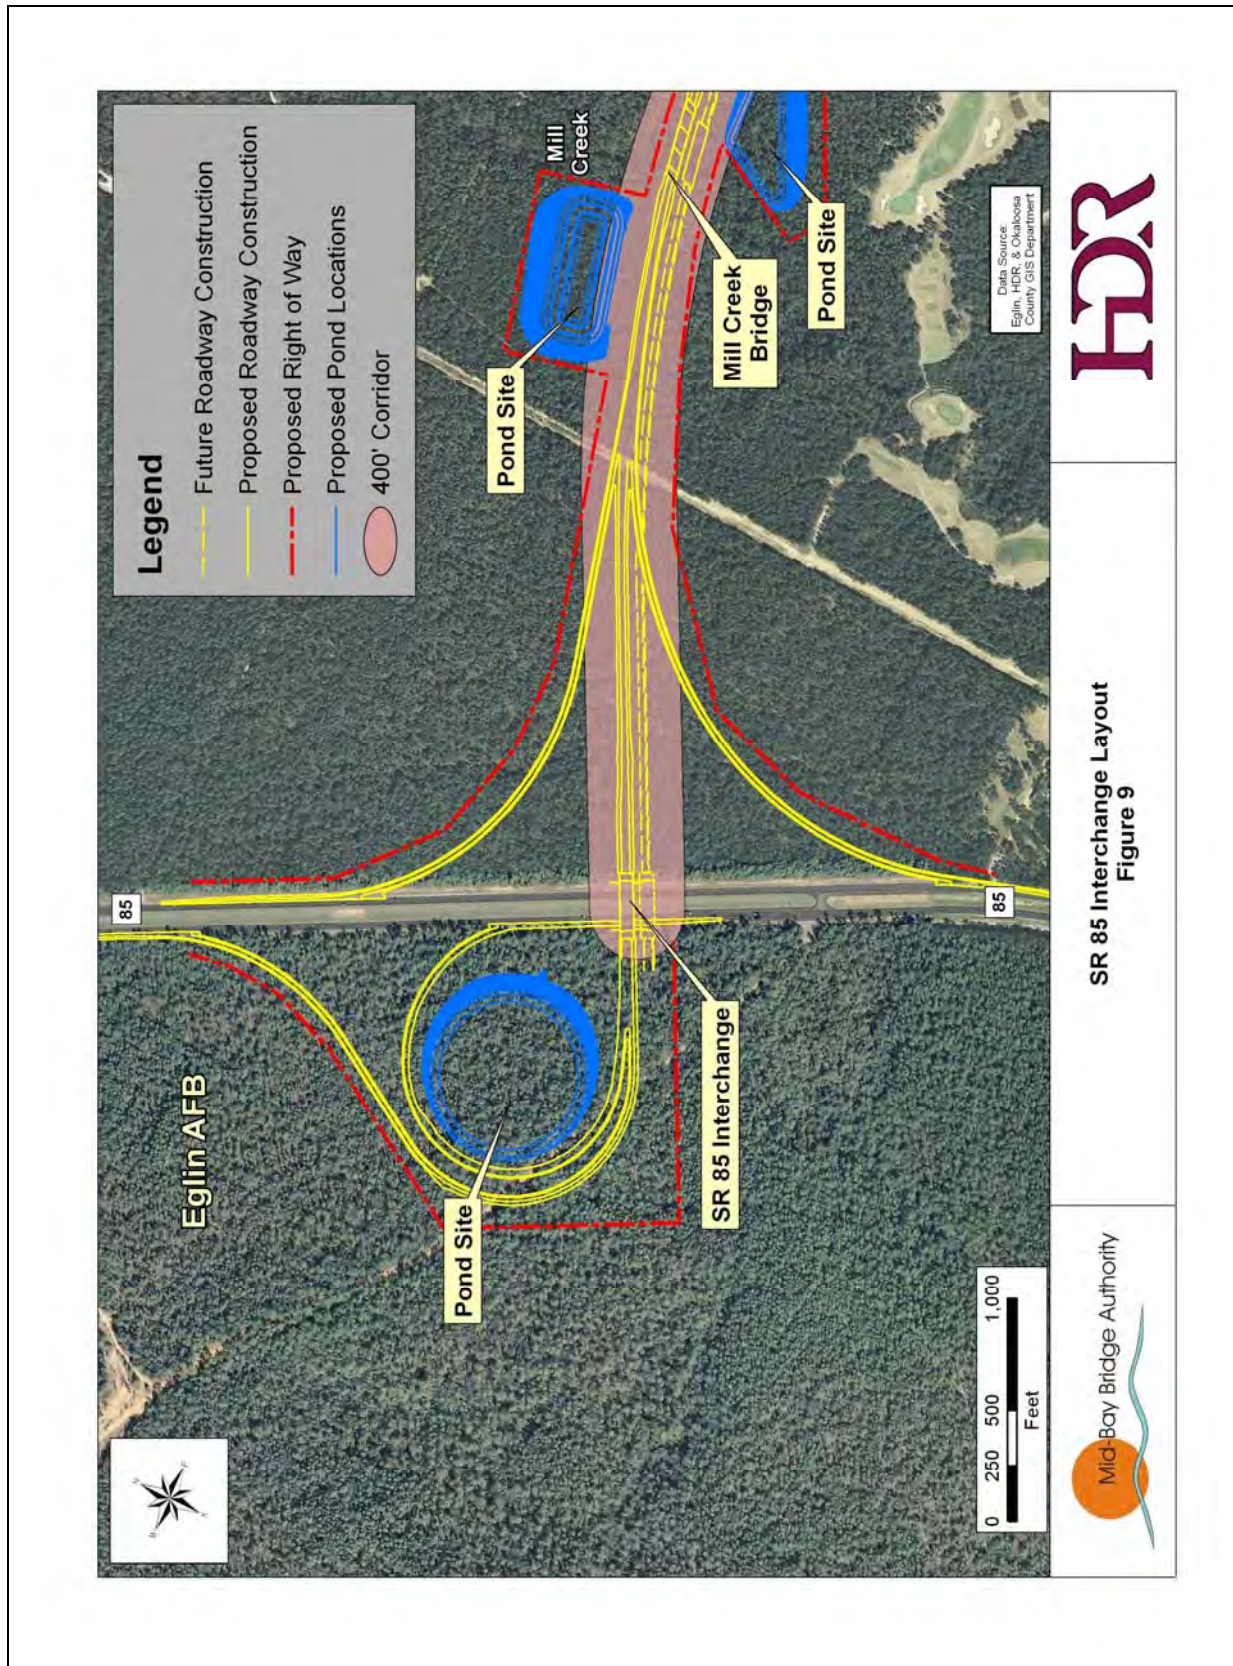 Legend
Future Roadway Construction
Proposed Roadway Construction
Proposed Right of Way
Proposed Pond Locations
400' Corridor
Mill
Creek
Eglin AFB
85
85
Pond Site
Pond Site
Pond Site
Mill Creek
Bridge
SR 85 Interchange
Data Source:
Eglin, HDR, & Okaloosa
County GIS Department
0 250 500 1,000
Feet
Mid-Bay Bridge Authority
SR 85 Interchange Layout
Figure 9
HDR